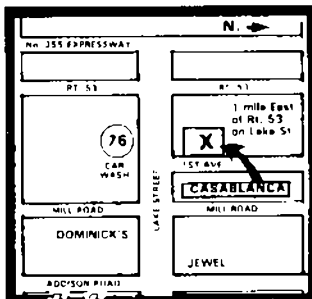 N.
No. 355 EXPRESSWAY
RT. 53
RT. 53
1 mile East
of Rt. 53
on Lake St
76
CAR
WASH
X
1ST AVE
CASABLANCA
LAKE STREET
MILL ROAD
MILL ROAD
DOMINICK'S
JEWEL
ADDISON ROAD